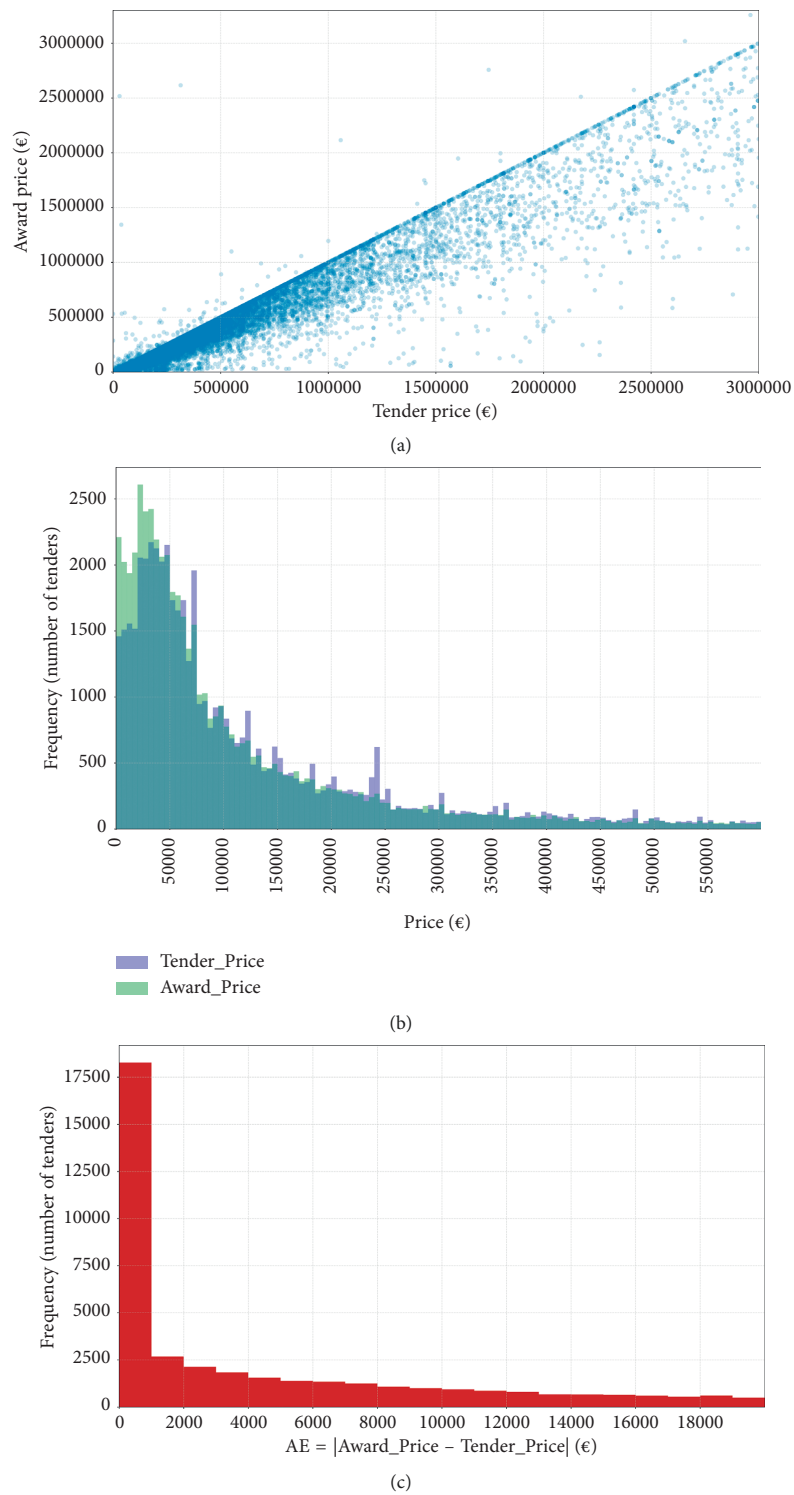 3000000
2500000
2000000
1500000
1000000
500000
0
Award price (€)
0 500000 1000000 1500000 2000000 2500000 3000000
Tender price (€)
(a)
2500
2000
1500
1000
500
0
Frequency (number of tenders)
0 50000 100000 150000 200000 250000 300000 350000 400000 450000 500000 550000
Price (€)
Tender_Price
Award_Price
(b)
17500
15000
12500
10000
7500
5000
2500
0
Frequency (number of tenders)
0 2000 4000 6000 8000 10000 12000 14000 16000 18000
AE = |Award_Price – Tender_Price| (€)
(c)